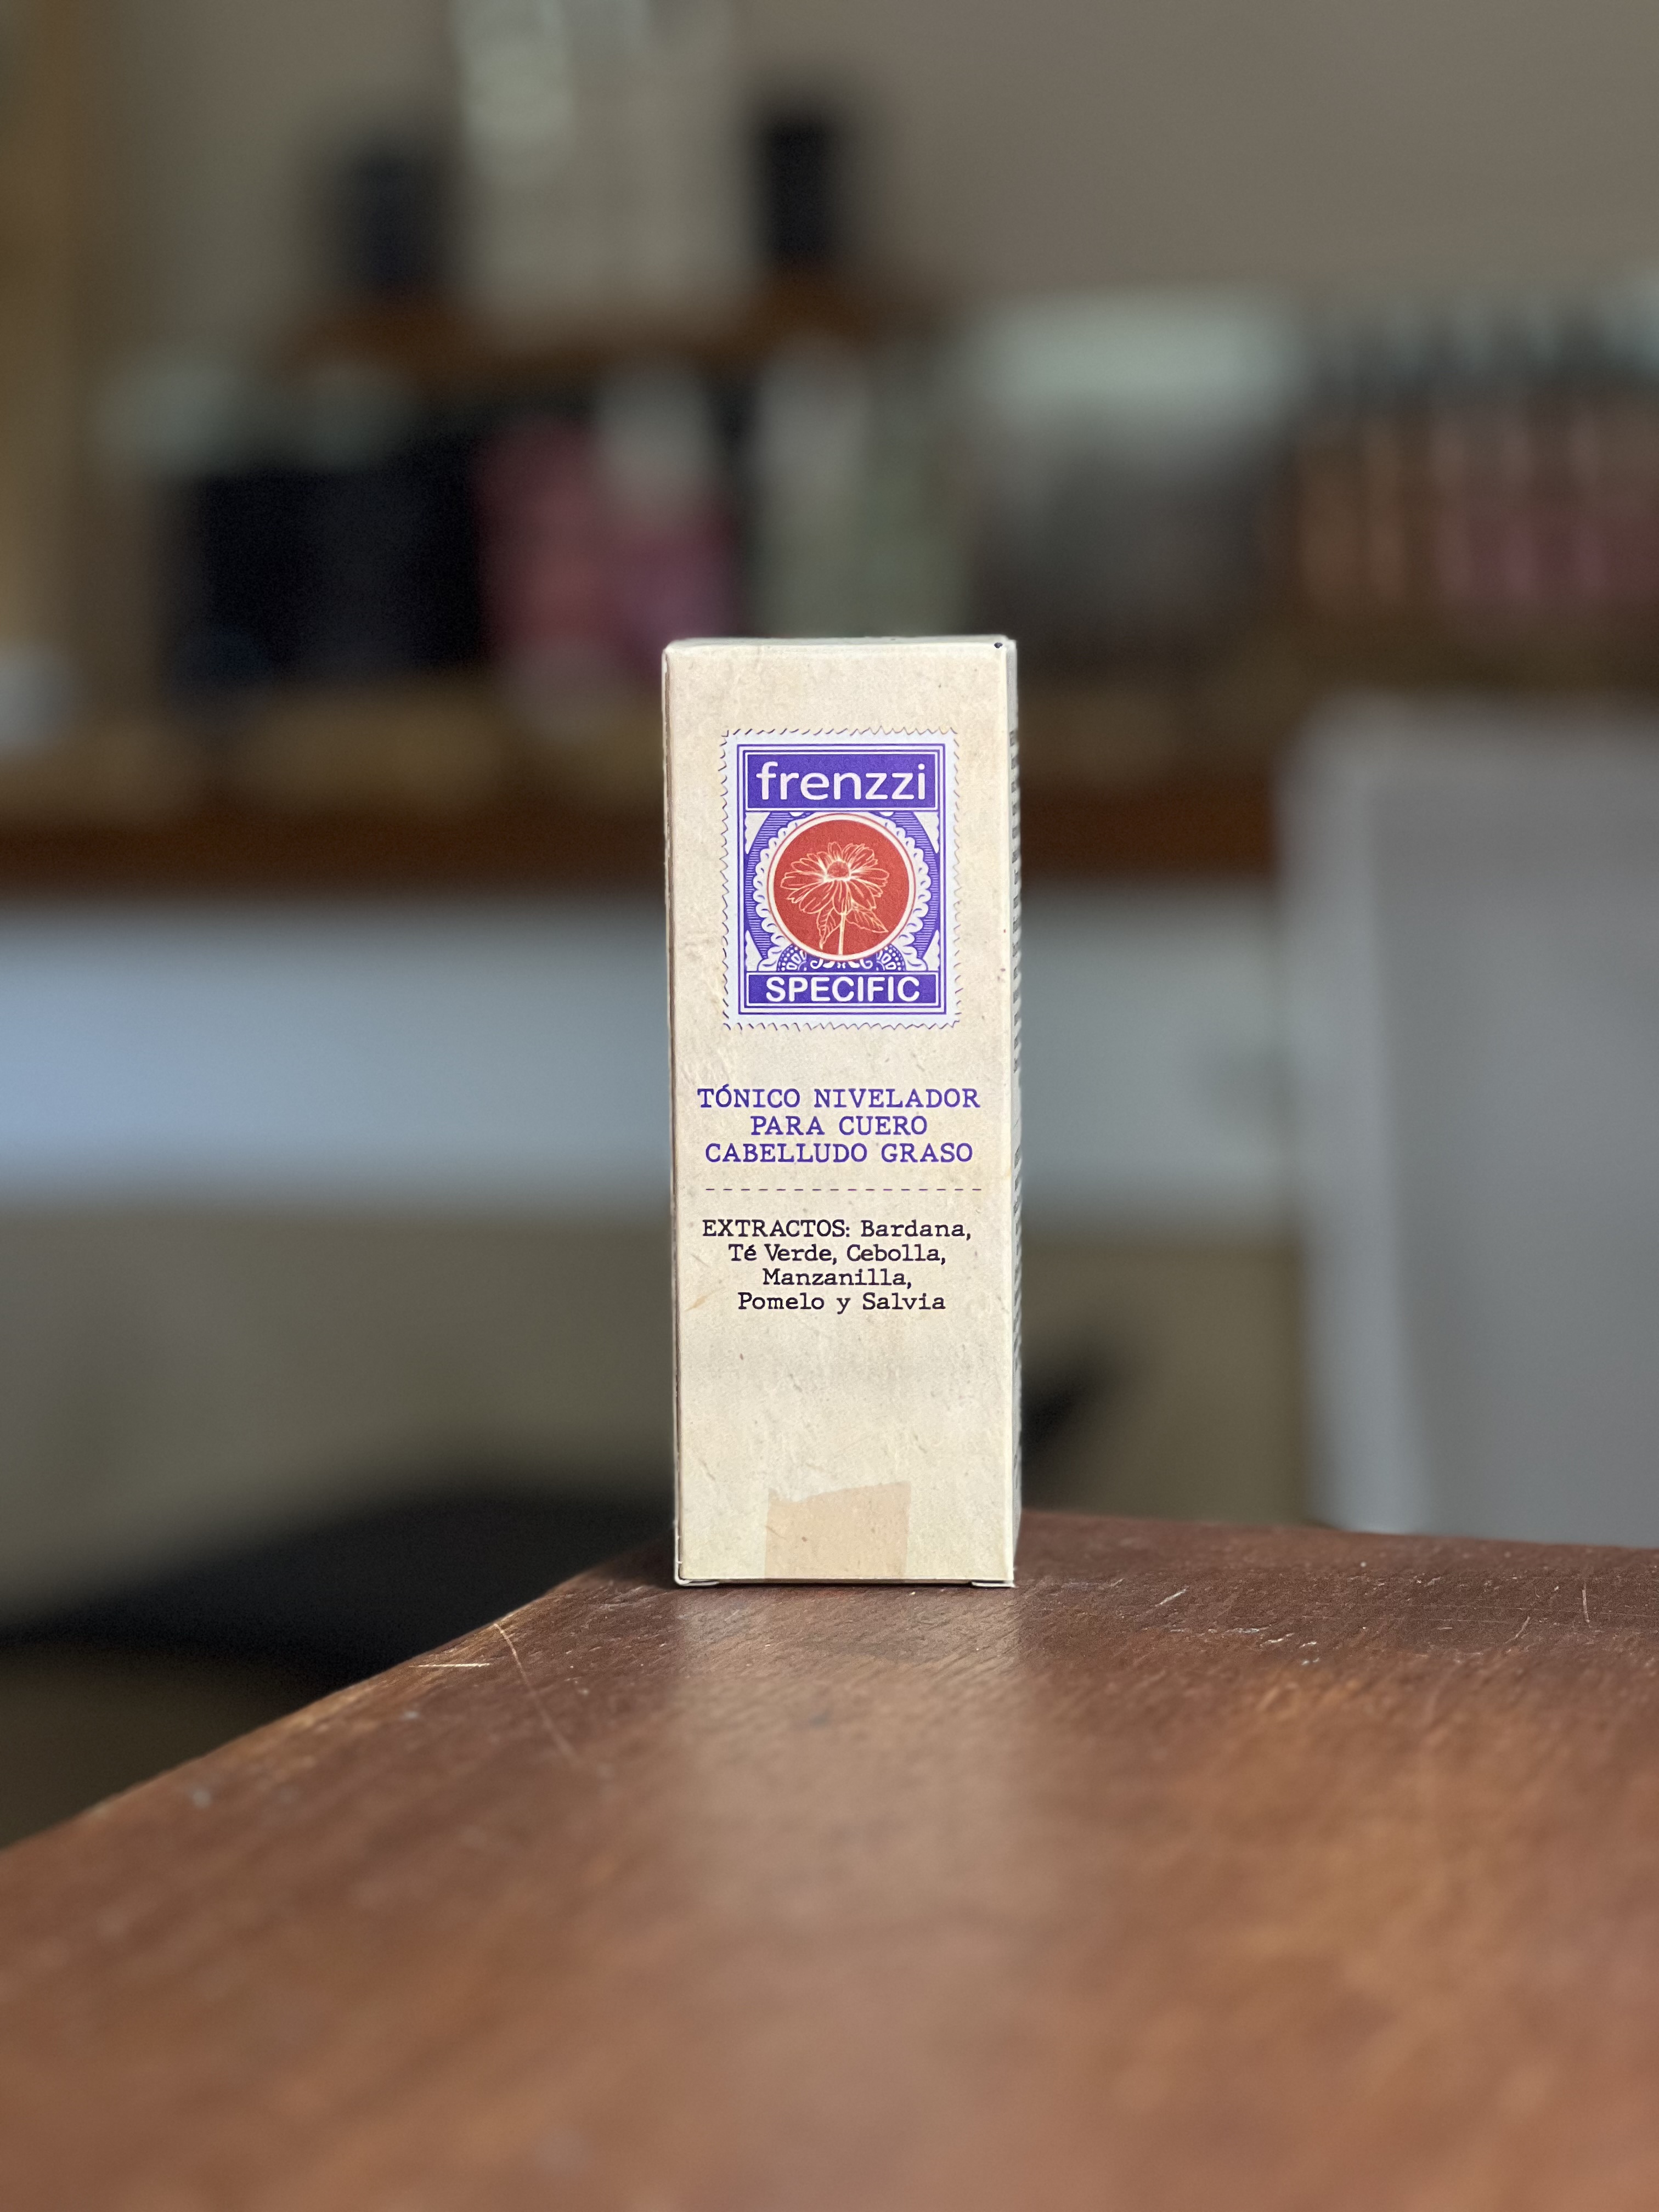 frenzzi
SPECIFIC
TÓNICO NIVELADOR
PARA CUERO
CABELLUDO GRASO
EXTRACTOS: Bardana,
Té Verde, Cebolla,
Manzanilla,
Pomelo y Salvia